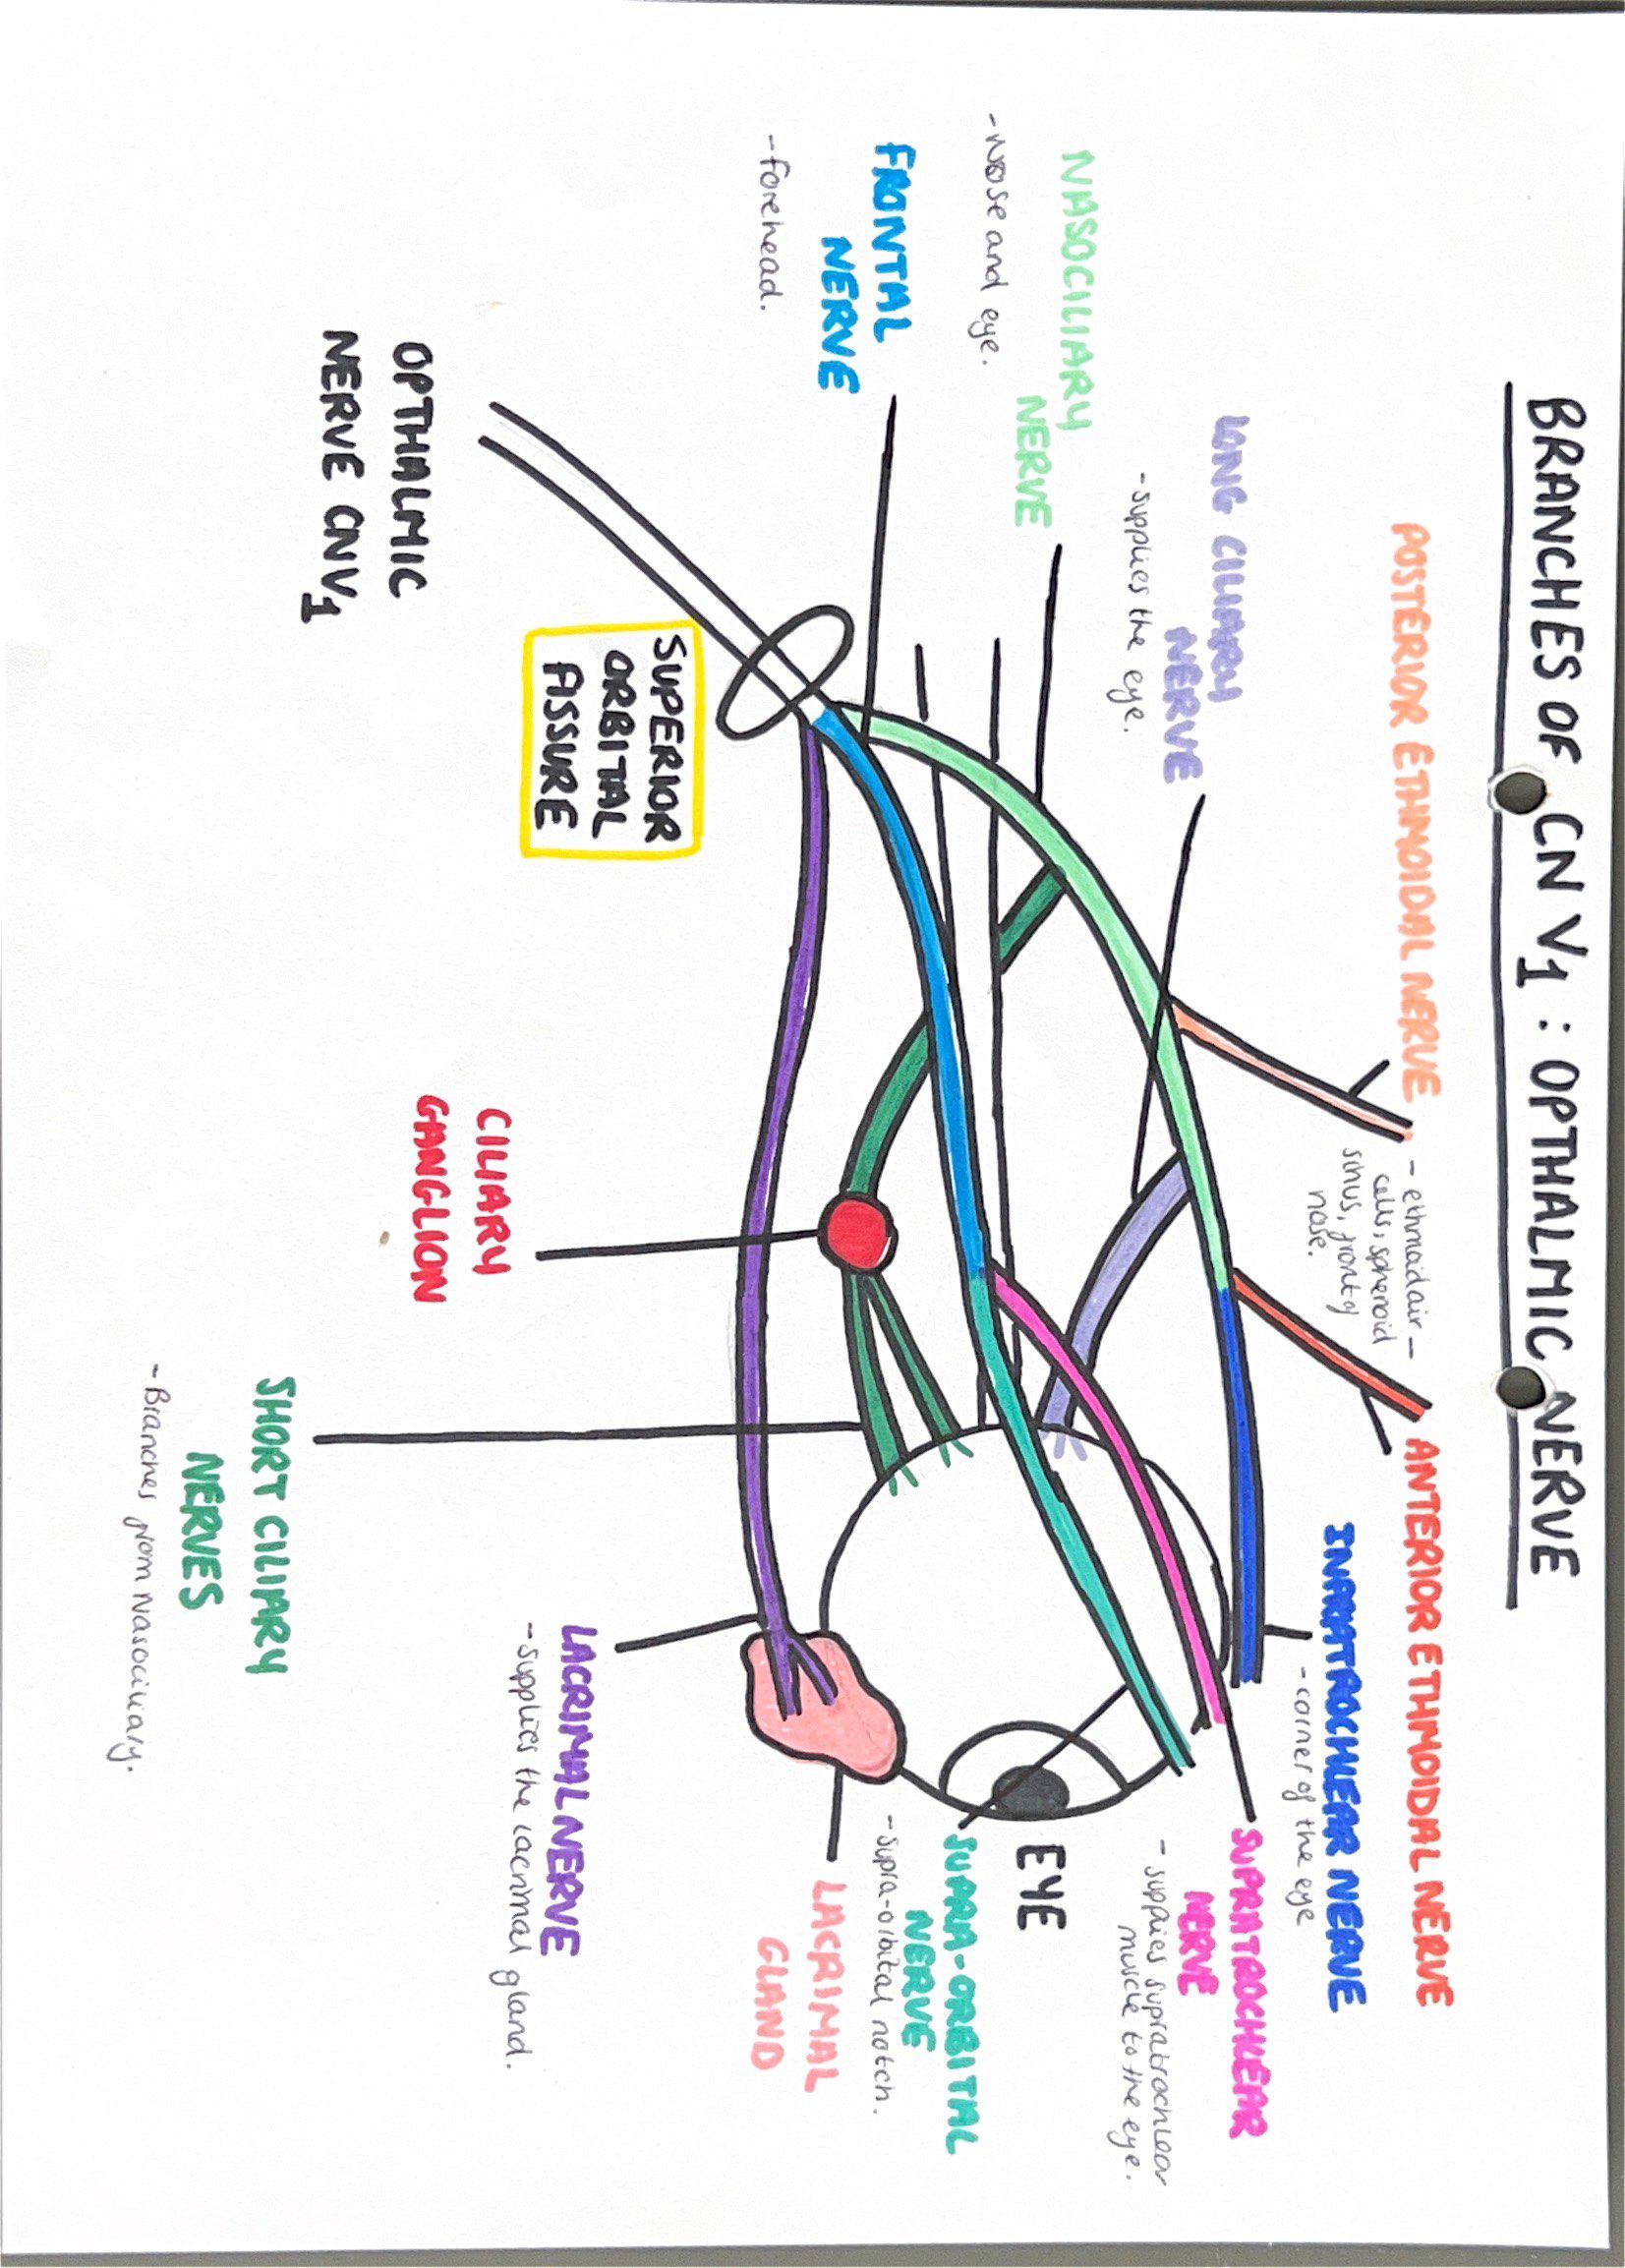 BRANCHES OF CN V1 : OPTHALMIC NERVE
POSTERIOR ETHMOIDAL NERVE
- ethmoid air -
cells, sphenoid
sinus, front of
nose.
ANTERIOR ETHMOIDAL NERVE
INFRATROCHLEAR NERVE
- corner of the eye
LONG CILIARY
NERVE
- supplies the eye.
SUPRATROCHLEAR
NERVE
- supplies supratrochlear
muscle to the eye.
NASOCILIARY
NERVE
- Nose and eye.
EYE
SUPRA-ORBITAL
NERVE
- supra-orbital notch.
FRONTAL
NERVE
- forehead.
LACRIMAL
GLAND
SUPERIOR
ORBITAL
FISSURE
LACRIMAL NERVE
- supplies the lacrimal gland.
CILIARY
GANGLION
OPTHALMIC
NERVE CNV1
SHORT CILIARY
NERVES
- Branches from Nasociliary.